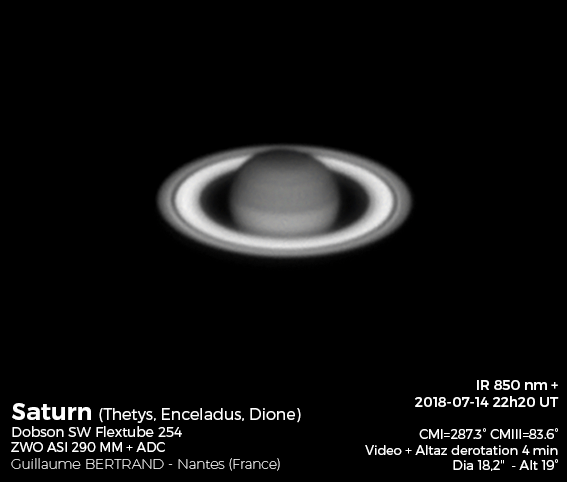 IR 850 nm +
2018-07-14 22h20 UT
Saturn (Thetys, Enceladus, Dione)
Dobson SW Flextube 254
ZWO ASI 290 MM + ADC
Guillaume BERTRAND - Nantes (France)
CMI=287.3° CMIII=83.6°
Video + Altaz derotation 4 min
Dia 18,2" - Alt 19°